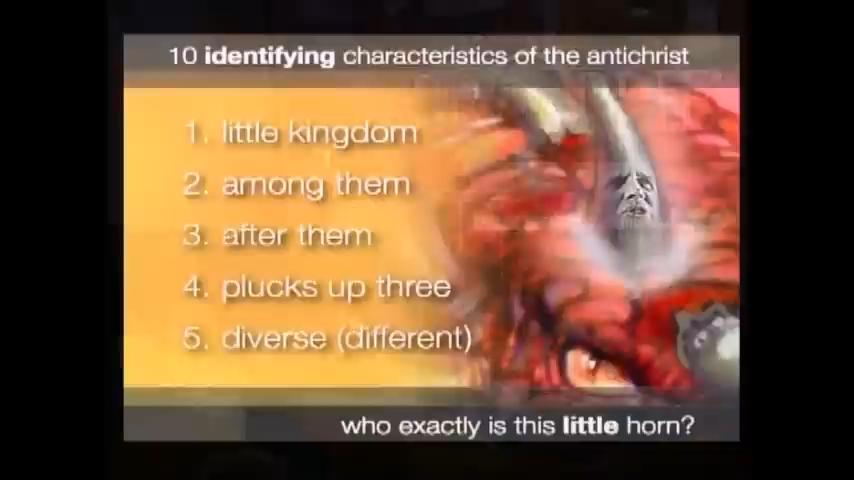 10 identifying characteristics of the antichrist
1. little kingdom
2. among them
3. after them
4. plucks up three
5. diverse (different)
who exactly is this little horn?